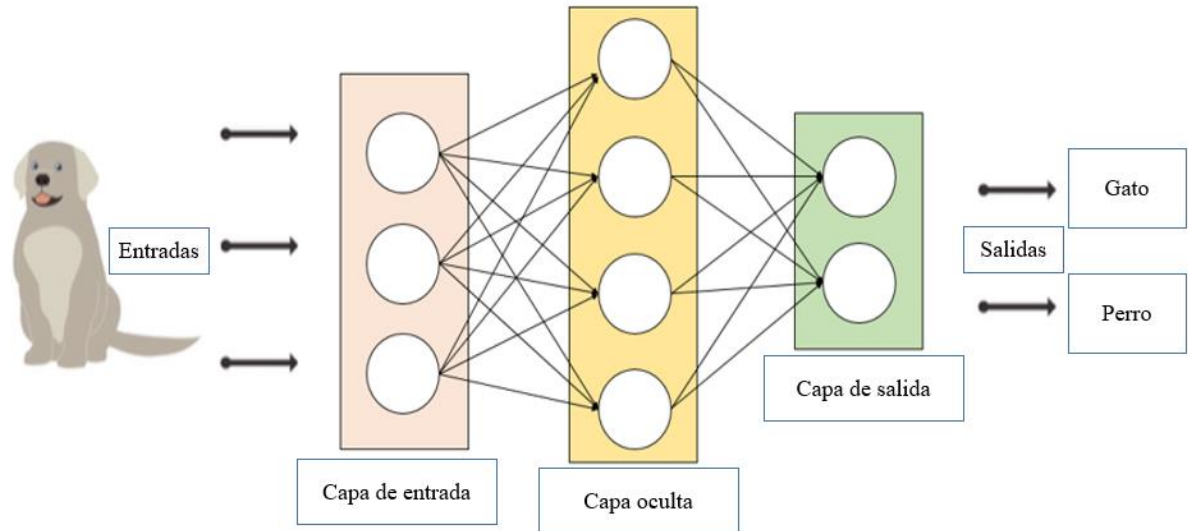 Entradas
Capa de entrada
Capa oculta
Capa de salida
Salidas
Gato
Perro